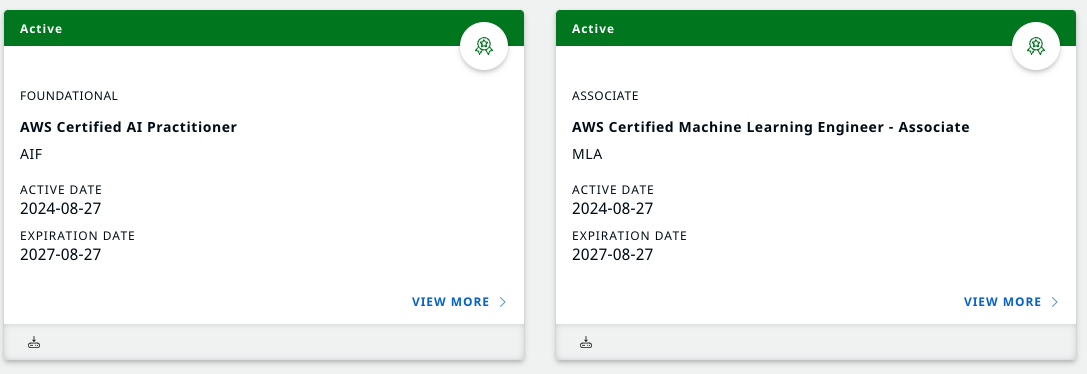 Active
FOUNDATIONAL
AWS Certified AI Practitioner
AIF
ACTIVE DATE
2024-08-27
EXPIRATION DATE
2027-08-27
VIEW MORE
Active
ASSOCIATE
AWS Certified Machine Learning Engineer - Associate
MLA
ACTIVE DATE
2024-08-27
EXPIRATION DATE
2027-08-27
VIEW MORE